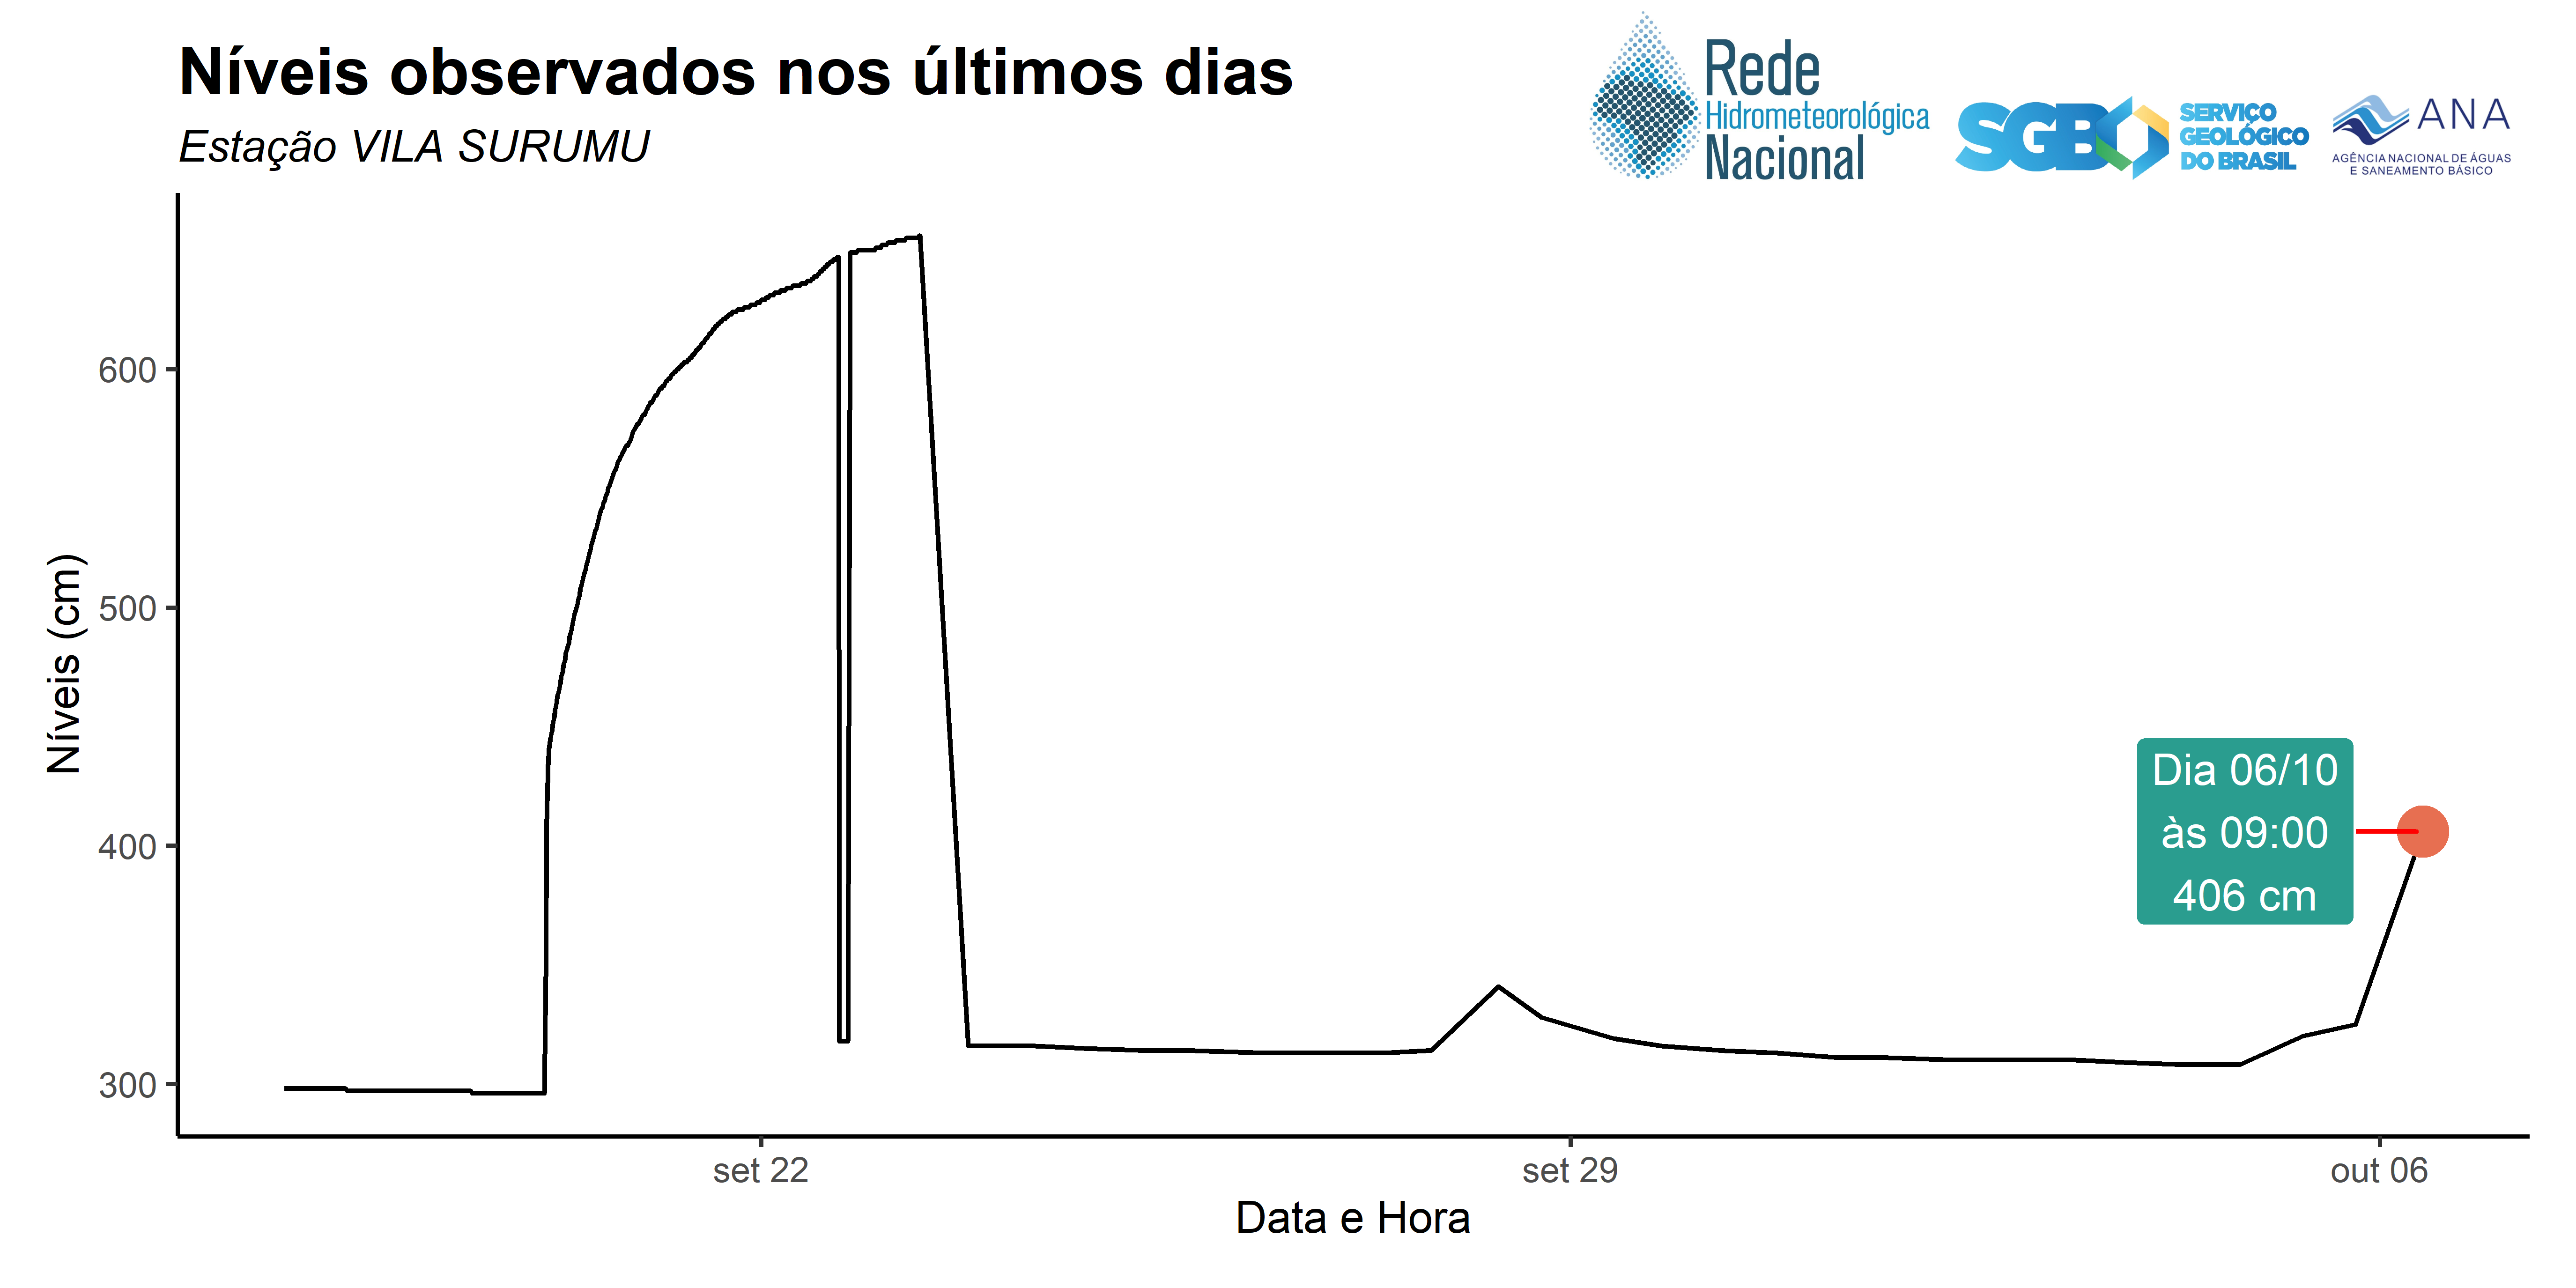 Níveis observados nos últimos dias
Estação VILA SURUMU
Rede
Hidrometeorológica
Nacional
SGB
SERVIÇO
GEOLÓGICO
DO BRASIL
ANA
AGÊNCIA NACIONAL DE ÁGUAS
E SANEAMENTO BÁSICO
Níveis (cm)
600
500
400
300
Dia 06/10
às 09:00
406 cm
set 22
set 29
out 06
Data e Hora